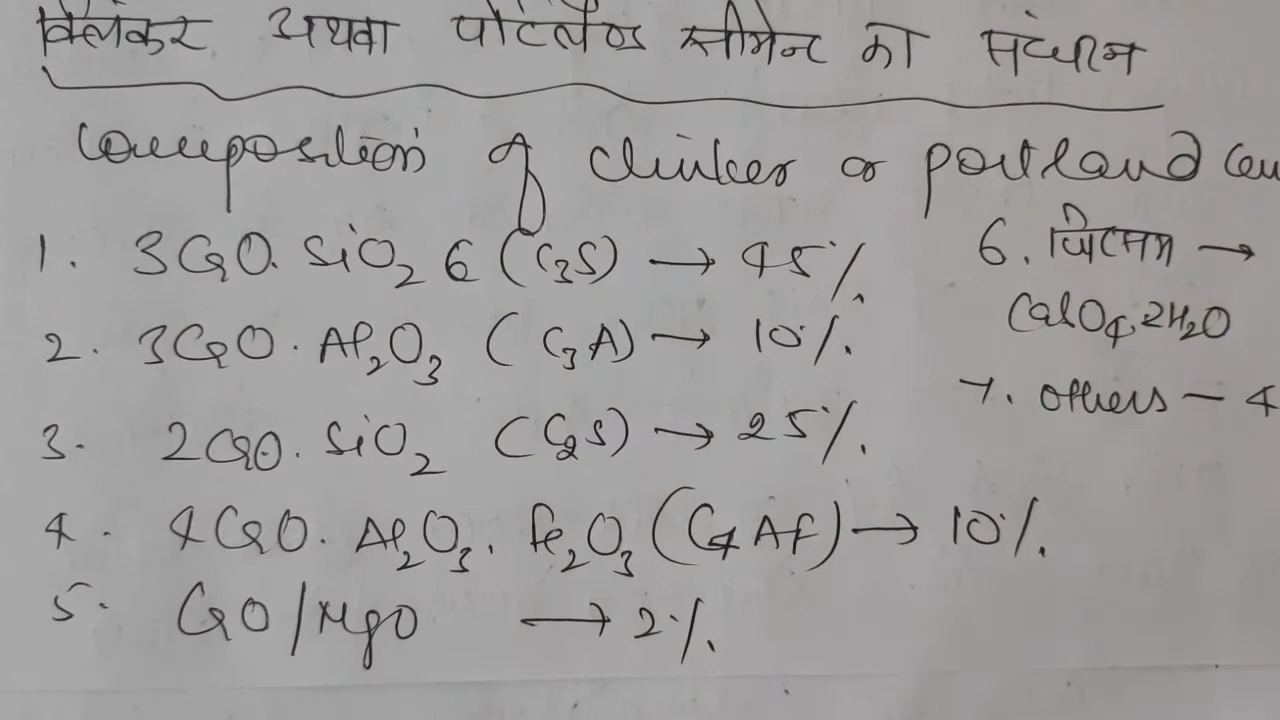 क्लिंकर अथवा पोर्टलैण्ड सीमेन्ट का संघटन
Composition of clinker or portland
1. 3CaO. SiO2 6 (C3S) → 45%.
2. 3CaO. Al2O3 (C3A) → 10%.
3. 2CaO. SiO2 (C2S) → 25%.
4. 4CaO. Al2O3. Fe2O3 (C4Af) → 10%.
5. CaO/MgO → 2%.
6. जिप्सम →
CaSO4.2H2O
7. others - 4